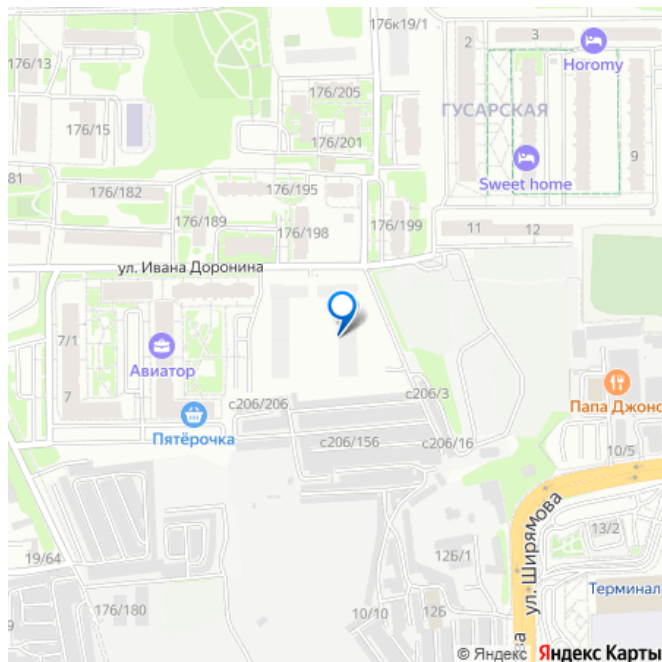 176к19/1
2
3
Horomy
176/13
176/205
ГУСАРСКАЯ
176/15
176/201
Sweet home
9
81
176/182
176/195
176/189
176/198
176/199
11
12
ул. Ивана Доронина
7/1
Авиатор
7
с206/206
с206/3
Папа Джонс
Пятёрочка
с206/156
с206/16
10/5
ул. Ширямова
13/2
19/64
12Б/1
Терминал
176/180
10/10
12Б
ова
© Яндекс Яндекс Карты